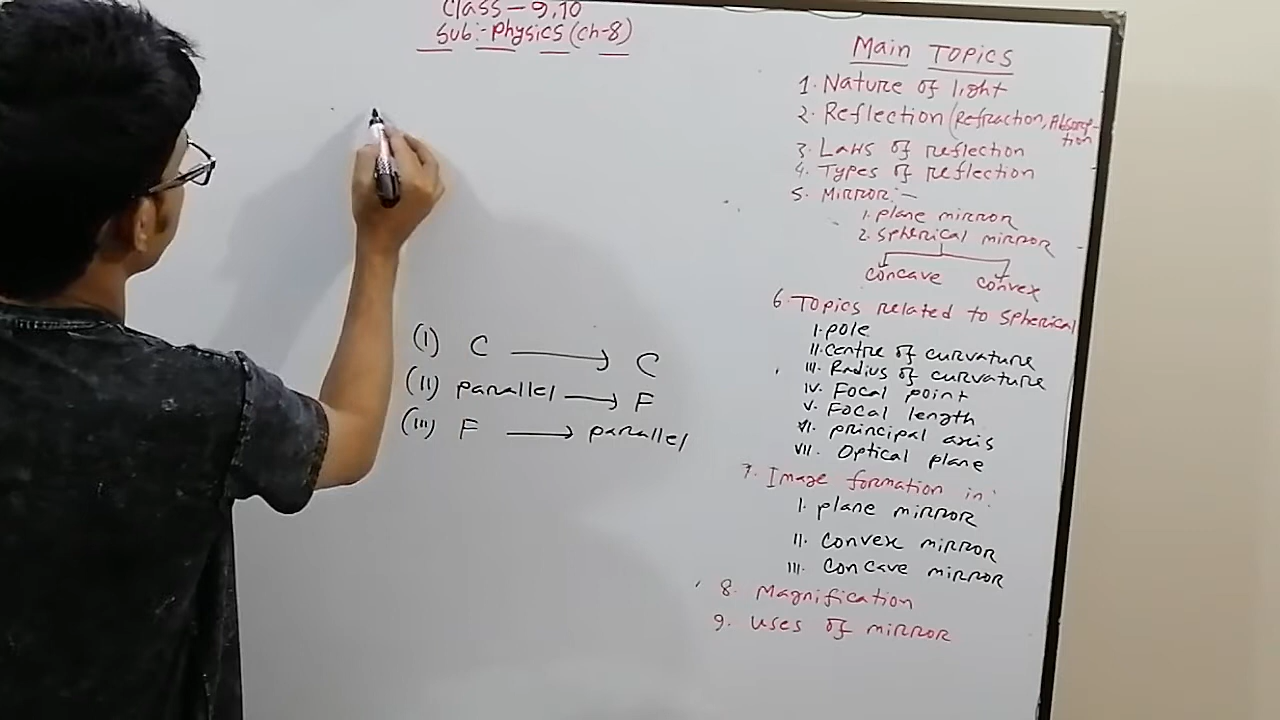 Class - 9,10
Sub:- Physics (ch-8)
(I) C → C
(II) parallel → F
(III) F → parallel
Main Topics
1. Nature of light
2. Reflection (Refraction, Absorp-
tion
3. Laws of reflection
4. Types of reflection
5. Mirror:-
1. plane mirror
2. spherical mirror
concave convex
6. Topics related to spherical
I. pole
II. Centre of curvature
III. Radius of curvature
IV. Focal point
V. Focal length
VI. principal axis
VII. Optical plane
7. Image formation in:
I. plane mirror
II. Convex mirror
III. Concave mirror
8. Magnification
9. Uses of mirror